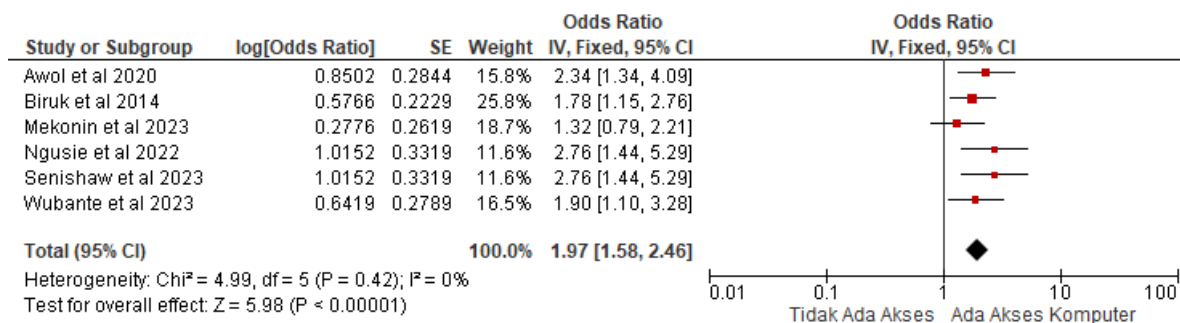 Odds Ratio Odds Ratio
Study or Subgroup log[Odds Ratio] SE Weight IV, Fixed, 95% CI IV, Fixed, 95% CI
Awol et al 2020 0.8502 0.2844 15.8% 2.34 [1.34, 4.09]
Biruk et al 2014 0.5766 0.2229 25.8% 1.78 [1.15, 2.76]
Mekonin et al 2023 0.2776 0.2619 18.7% 1.32 [0.79, 2.21]
Ngusie et al 2022 1.0152 0.3319 11.6% 2.76 [1.44, 5.29]
Senishaw et al 2023 1.0152 0.3319 11.6% 2.76 [1.44, 5.29]
Wubante et al 2023 0.6419 0.2789 16.5% 1.90 [1.10, 3.28]
Total (95% CI) 100.0% 1.97 [1.58, 2.46]
Heterogeneity: Chi² = 4.99, df = 5 (P = 0.42); I² = 0%
Test for overall effect: Z = 5.98 (P < 0.00001)
0.01 0.1 1 10 100
Tidak Ada Akses Ada Akses Komputer